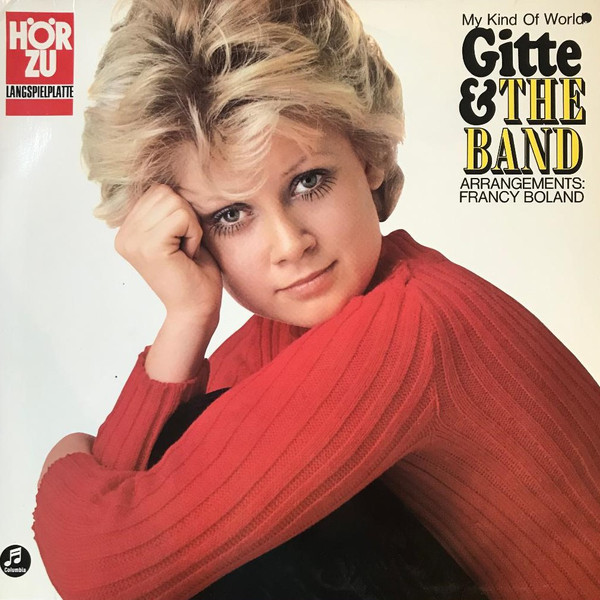 HÖR
ZU
LANGSPIELPLATTE
My Kind Of World
Gitte
& THE
BAND
ARRANGEMENTS:
FRANCY BOLAND
Columbia